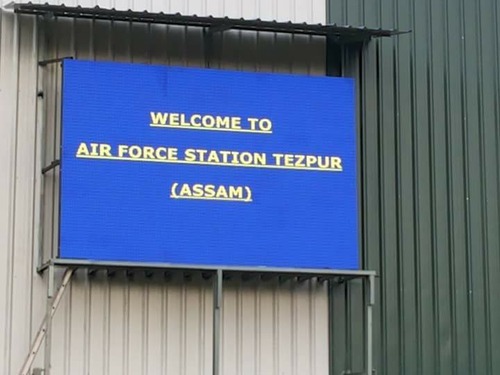 WELCOME TO
AIR FORCE STATION TEZPUR
(ASSAM)